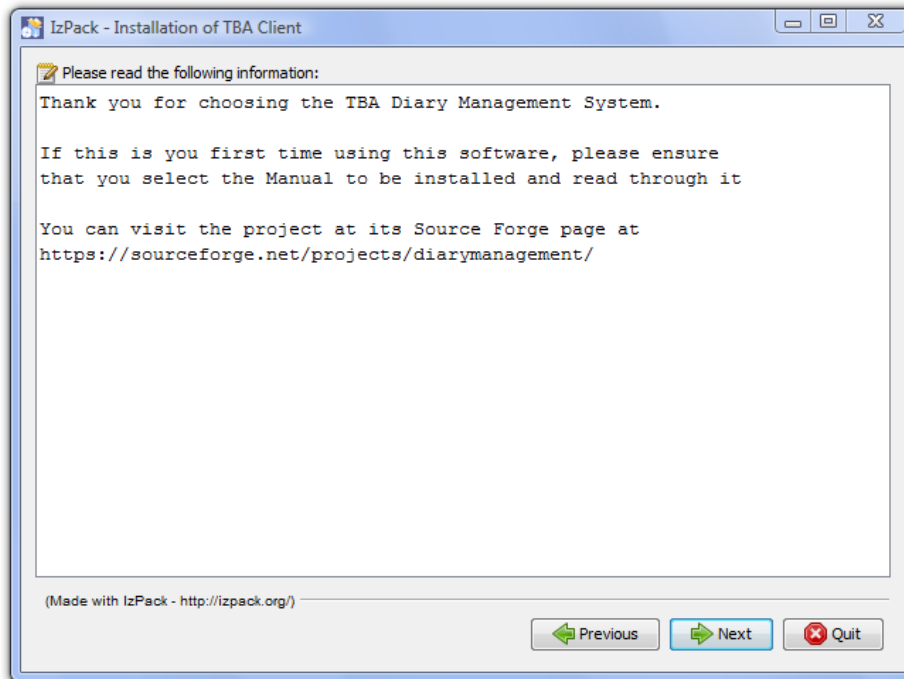 IzPack - Installation of TBA Client
Please read the following information:
Thank you for choosing the TBA Diary Management System.
If this is you first time using this software, please ensure
that you select the Manual to be installed and read through it
You can visit the project at its Source Forge page at
https://sourceforge.net/projects/diarymanagement/
(Made with IzPack - http://izpack.org/)
Previous
Next
Quit